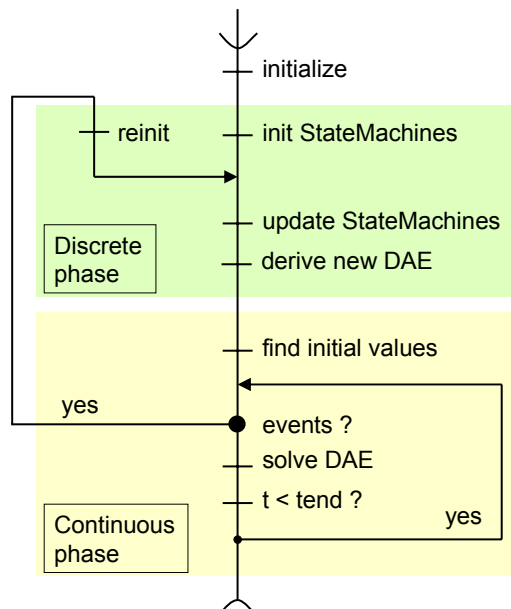 initialize
reinit
init StateMachines
update StateMachines
Discrete
phase
derive new DAE
find initial values
yes
events ?
solve DAE
t < tend ?
yes
Continuous
phase